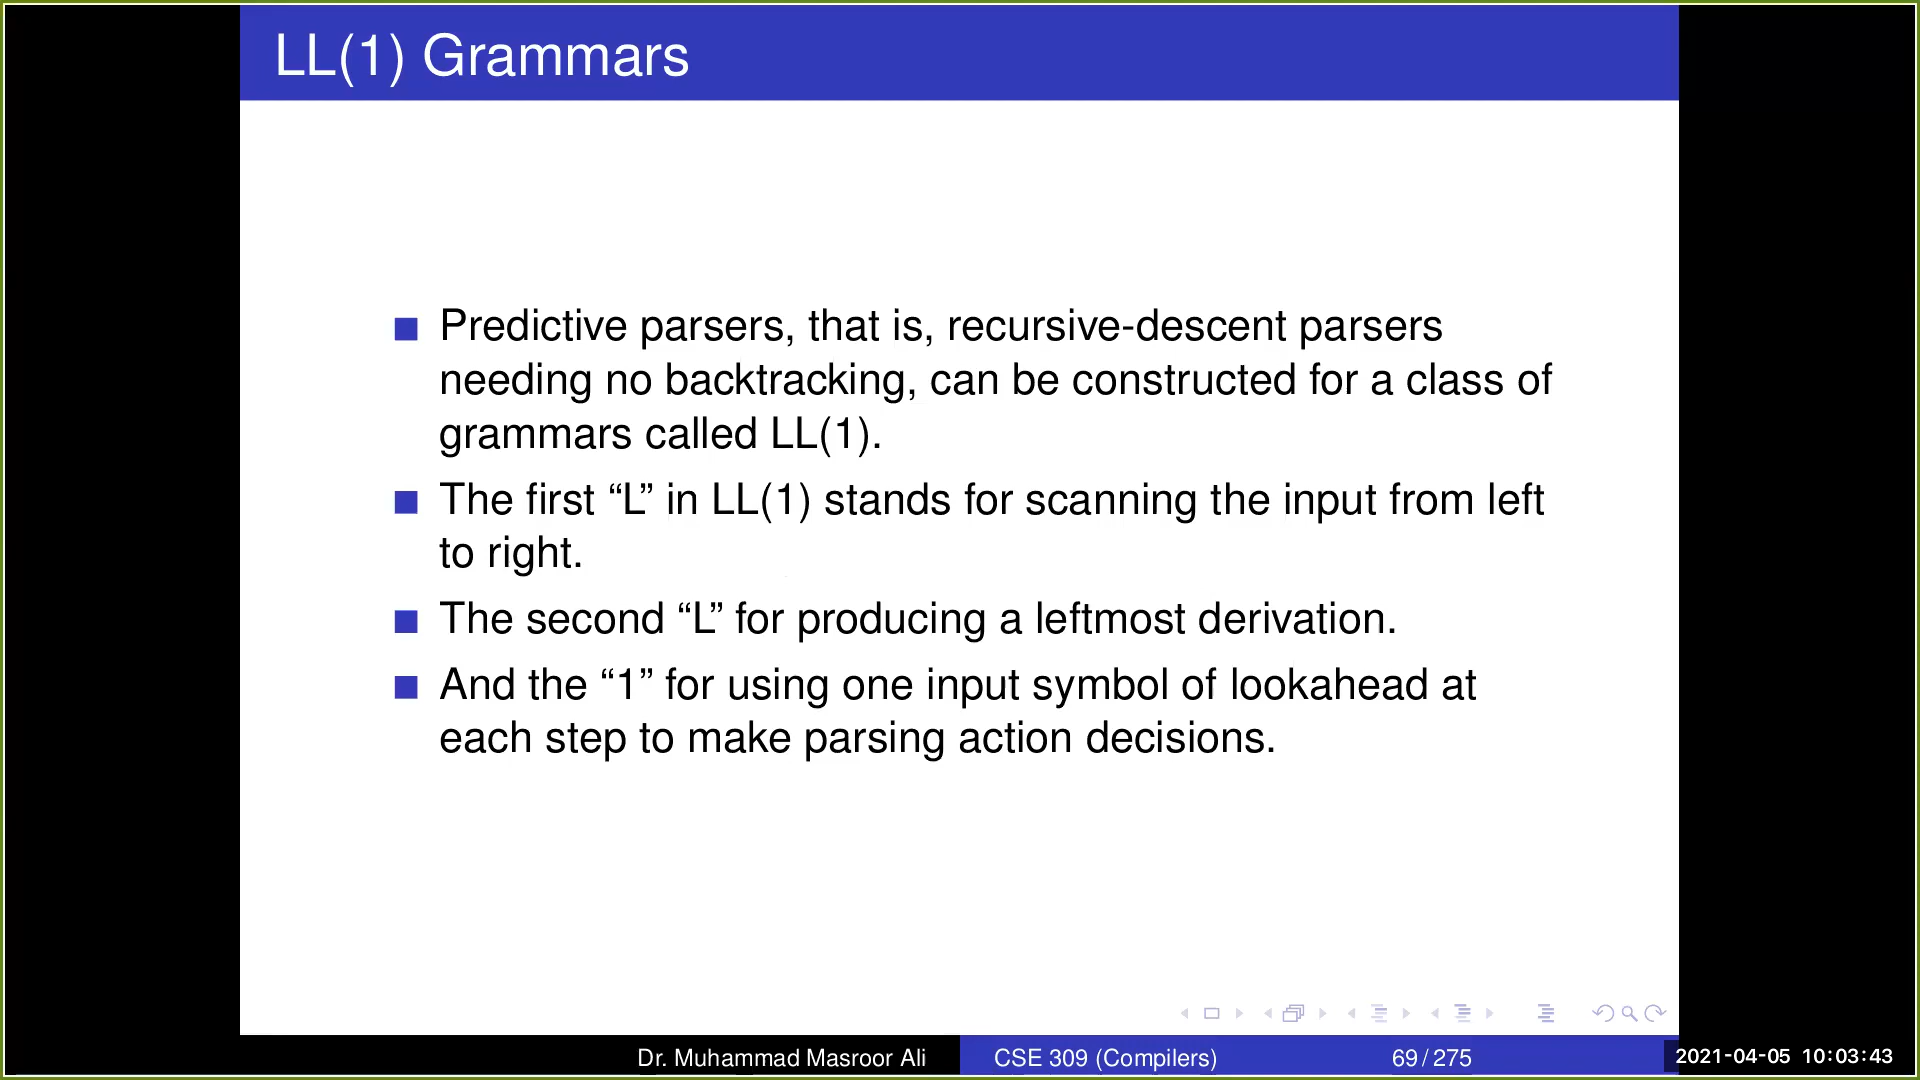 LL(1) Grammars
Predictive parsers, that is, recursive-descent parsers
needing no backtracking, can be constructed for a class of
grammars called LL(1).
The first “L” in LL(1) stands for scanning the input from left
to right.
The second “L” for producing a leftmost derivation.
And the “1” for using one input symbol of lookahead at
each step to make parsing action decisions.
Dr. Muhammad Masroor Ali CSE 309 (Compilers) 69 / 275 2021-04-05 10:03:43